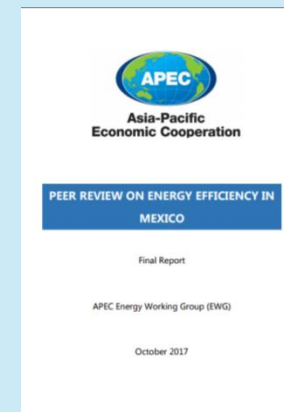 APEC
Asia-Pacific
Economic Cooperation
PEER REVIEW ON ENERGY EFFICIENCY IN
MEXICO
Final Report
APEC Energy Working Group (EWG)
October 2017